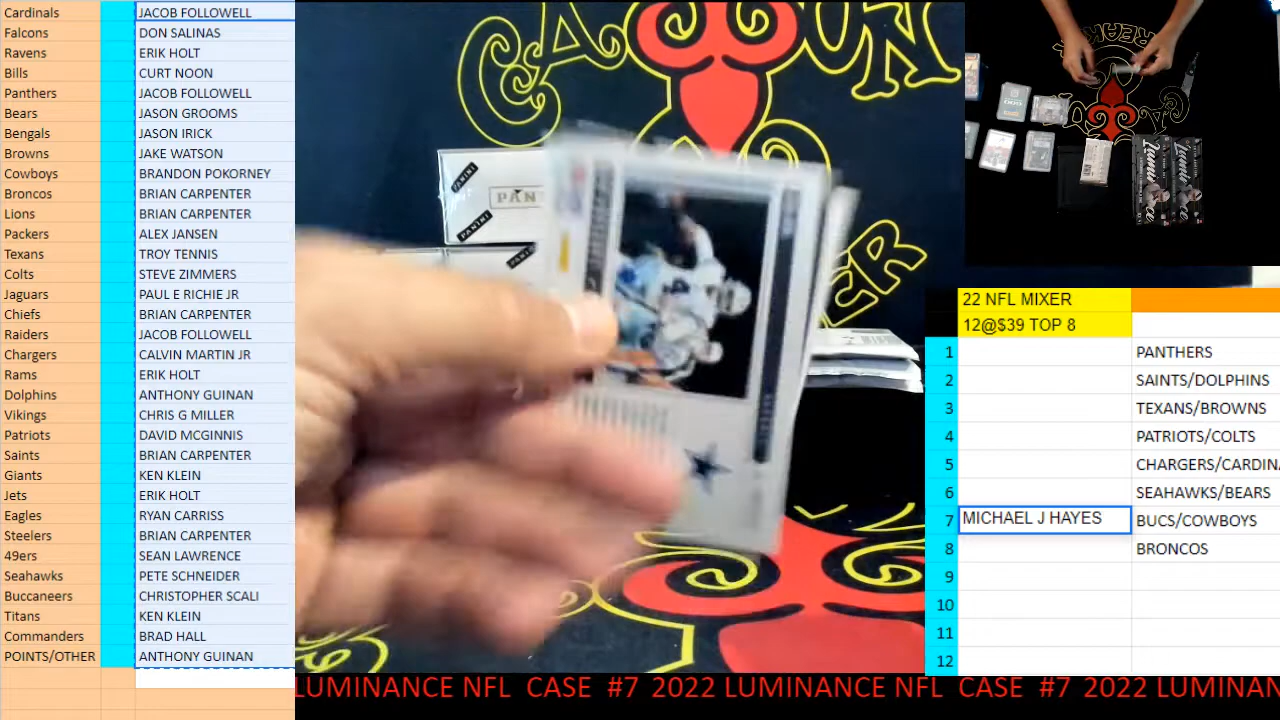 Cardinals JACOB FOLLOWELL
Falcons DON SALINAS
Ravens ERIK HOLT
Bills CURT NOON
Panthers JACOB FOLLOWELL
Bears JASON GROOMS
Bengals JASON IRICK
Browns JAKE WATSON
Cowboys BRANDON POKORNEY
Broncos BRIAN CARPENTER
Lions BRIAN CARPENTER
Packers ALEX JANSEN
Texans TROY TENNIS
Colts STEVE ZIMMERS
Jaguars PAUL E RICHIE JR
Chiefs BRIAN CARPENTER
Raiders JACOB FOLLOWELL
Chargers CALVIN MARTIN JR
Rams ERIK HOLT
Dolphins ANTHONY GUINAN
Vikings CHRIS G MILLER
Patriots DAVID MCGINNIS
Saints BRIAN CARPENTER
Giants KEN KLEIN
Jets ERIK HOLT
Eagles RYAN CARRISS
Steelers BRIAN CARPENTER
49ers SEAN LAWRENCE
Seahawks PETE SCHNEIDER
Buccaneers CHRISTOPHER SCALI
Titans KEN KLEIN
Commanders BRAD HALL
POINTS/OTHER ANTHONY GUINAN
PANINI
PAN
PANINI
22 NFL MIXER
12@$39 TOP 8
1 PANTHERS
2 SAINTS/DOLPHINS
3 TEXANS/BROWNS
4 PATRIOTS/COLTS
5 CHARGERS/CARDINA
6 SEAHAWKS/BEARS
7 MICHAEL J HAYES BUCS/COWBOYS
8 BRONCOS
9
10
11
12
LUMINANCE NFL CASE #7 2022 LUMINANCE NFL CASE #7 2022 LUMINAN